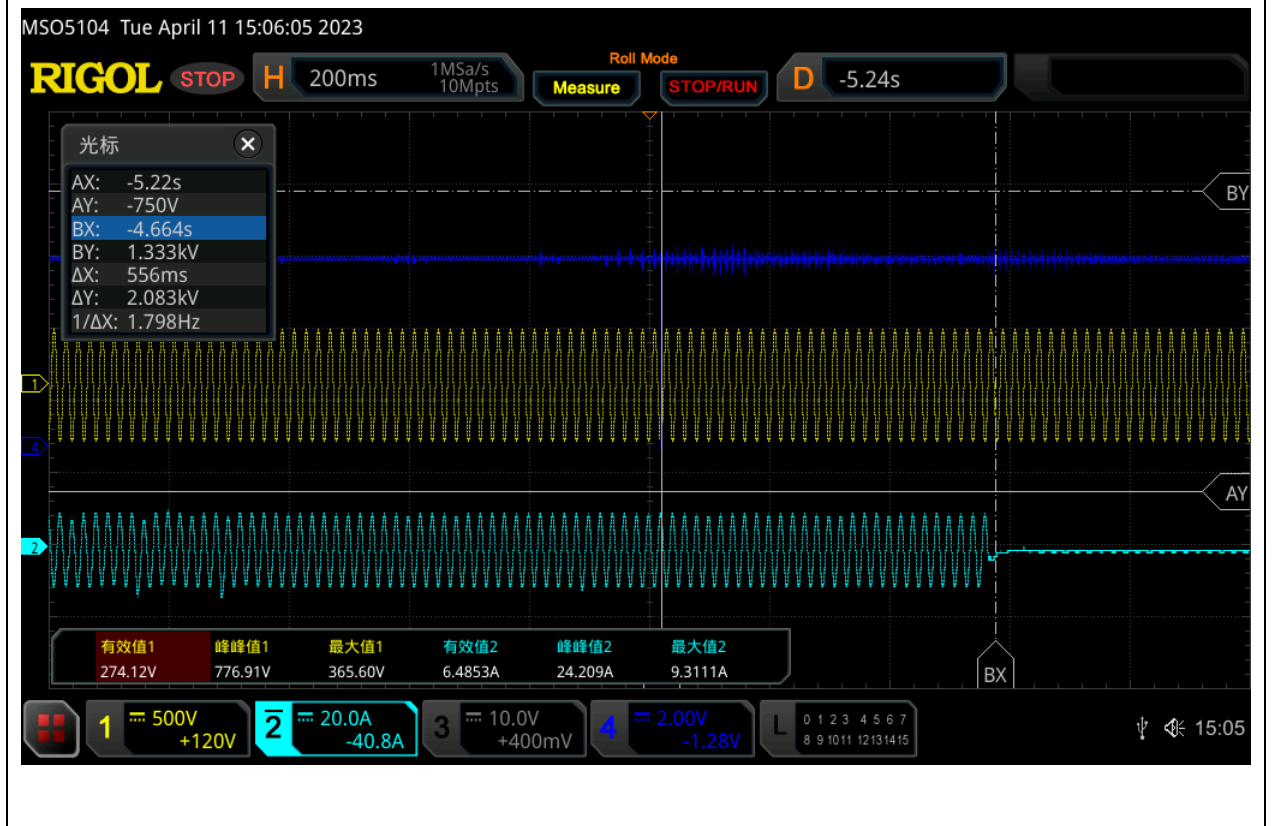 MSO5104 Tue April 11 15:06:05 2023
RIGOL STOP H 200ms 1MSa/s 10Mpts Roll Mode Measure STOP/RUN D -5.24s
光标
AX: -5.22s
AY: -750V
BX: -4.664s
BY: 1.333kV
ΔX: 556ms
ΔY: 2.083kV
1/ΔX: 1.798Hz
BY
1
4
AY
2
有效值1 峰峰值1 最大值1 有效值2 峰峰值2 最大值2
274.12V 776.91V 365.60V 6.4853A 24.209A 9.3111A
BX
1 500V +120V
2 20.0A -40.8A
3 10.0V +400mV
4 2.00V -1.28V
L 0 1 2 3 4 5 6 7
8 9 10 11 12 13 14 15
15:05